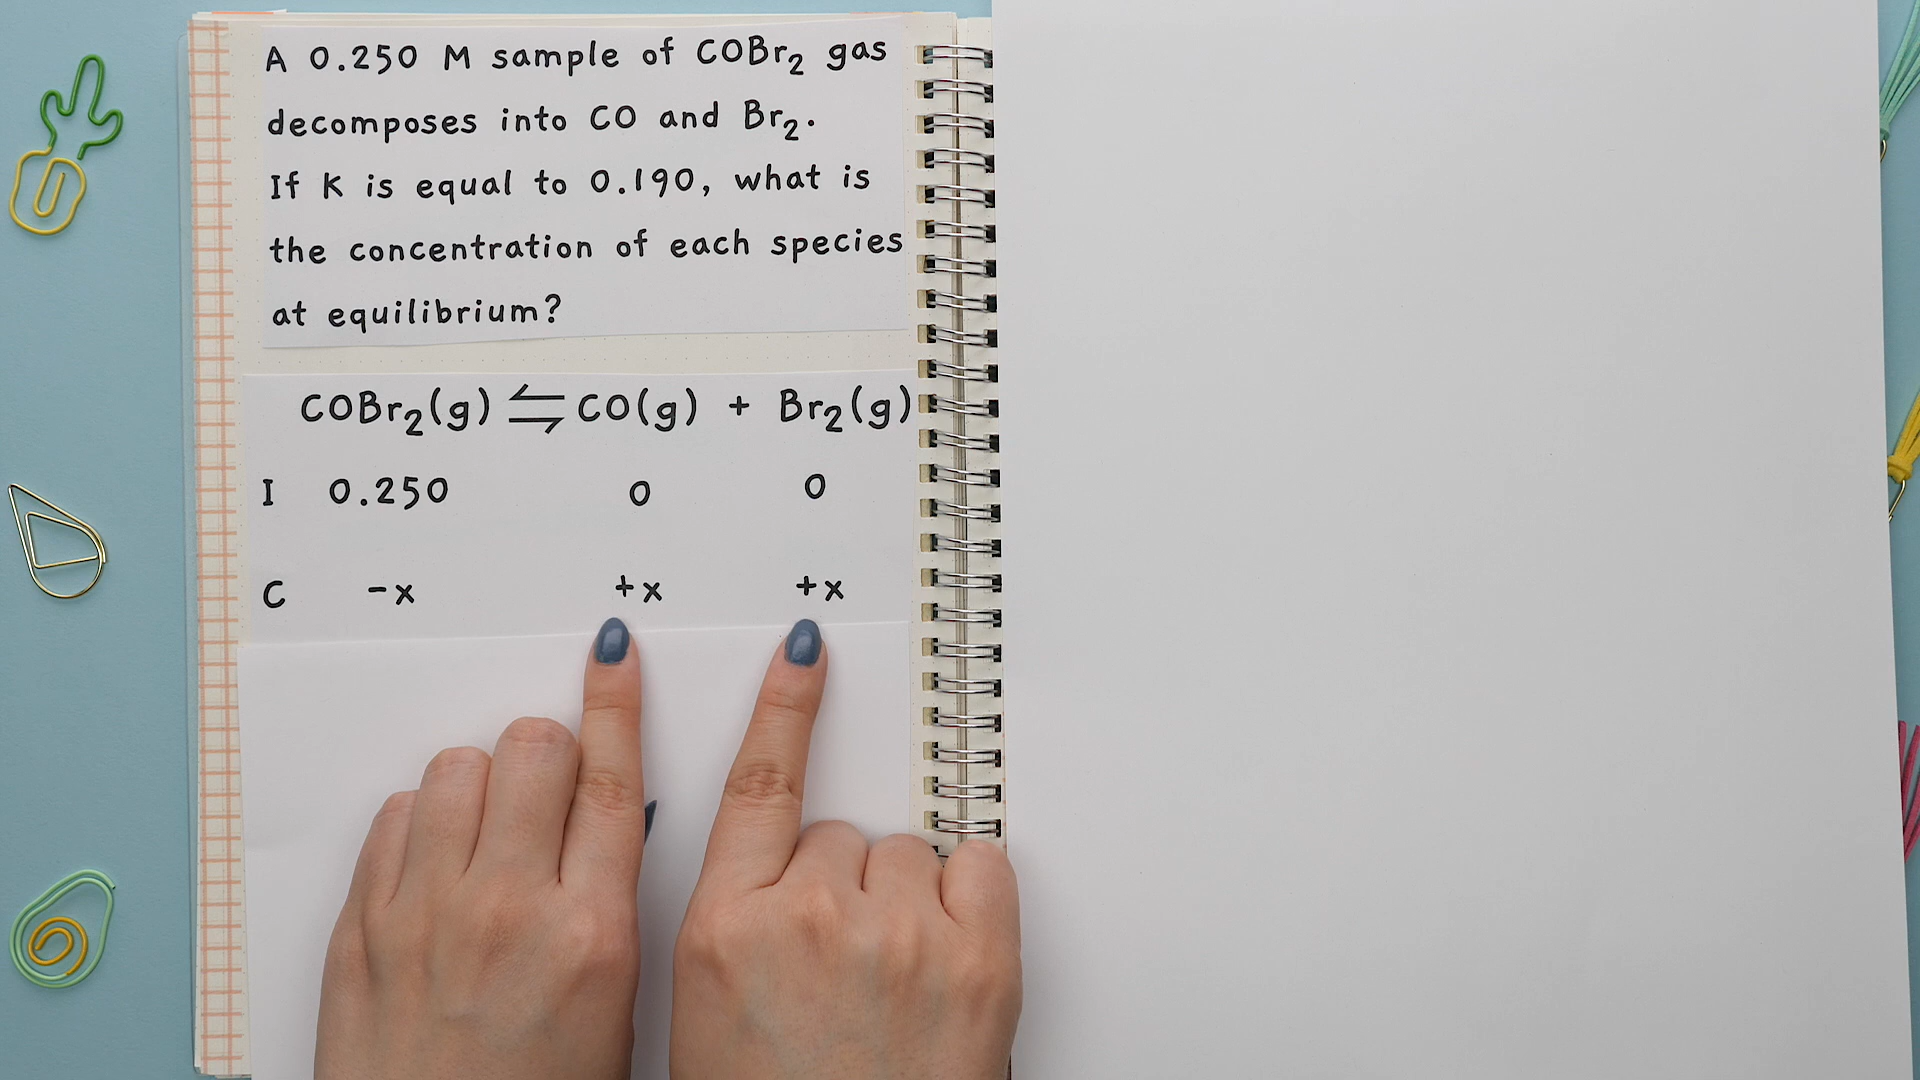 A 0.250 M sample of COBr₂ gas
decomposes into CO and Br₂.
If K is equal to 0.190, what is
the concentration of each species
at equilibrium?
COBr₂(g) ⇌ CO(g) + Br₂(g)
I 0.250 0 0
C -x +x +x